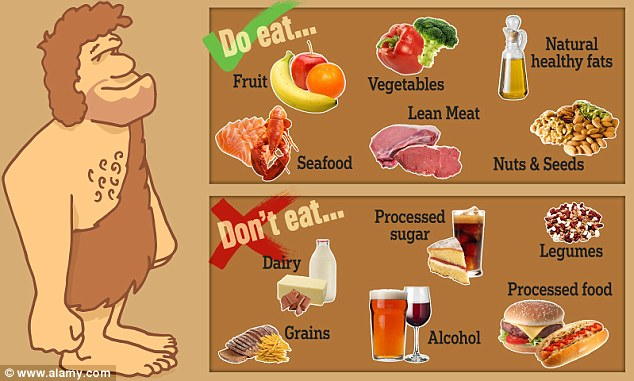 Do eat...
Fruit
Vegetables
Natural
healthy fats
Seafood
Lean Meat
Nuts & Seeds
Don't eat...
Dairy
Processed
sugar
Legumes
Grains
Alcohol
Processed food
© www.alamy.com